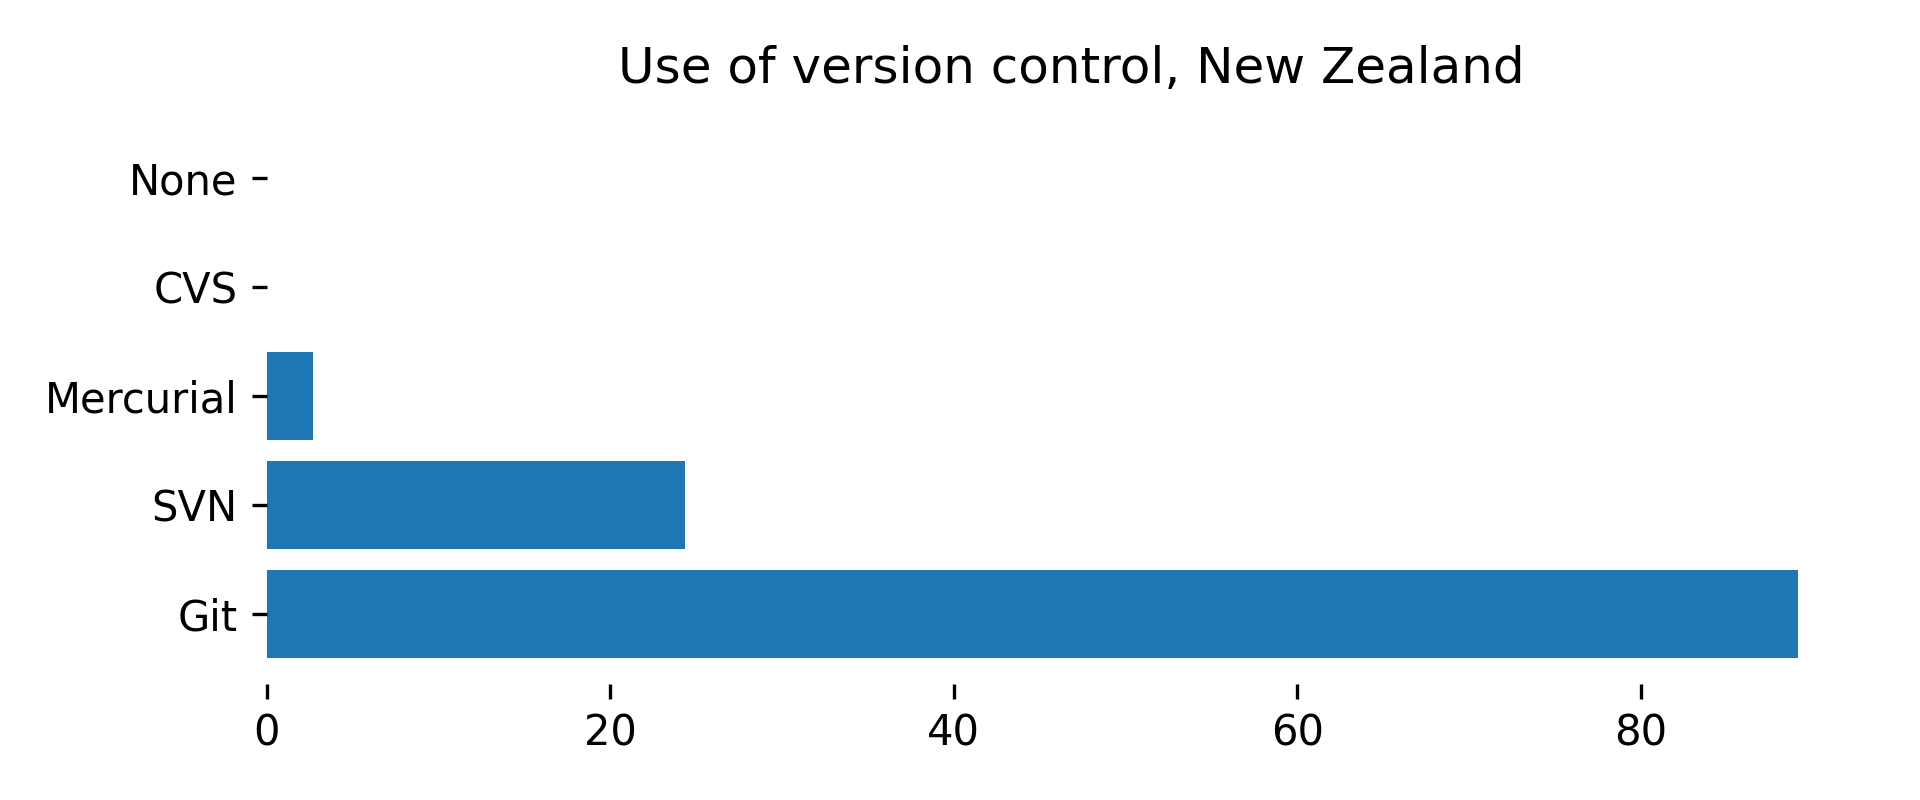 Use of version control, New Zealand
None
CVS
Mercurial
SVN
Git
0 20 40 60 80